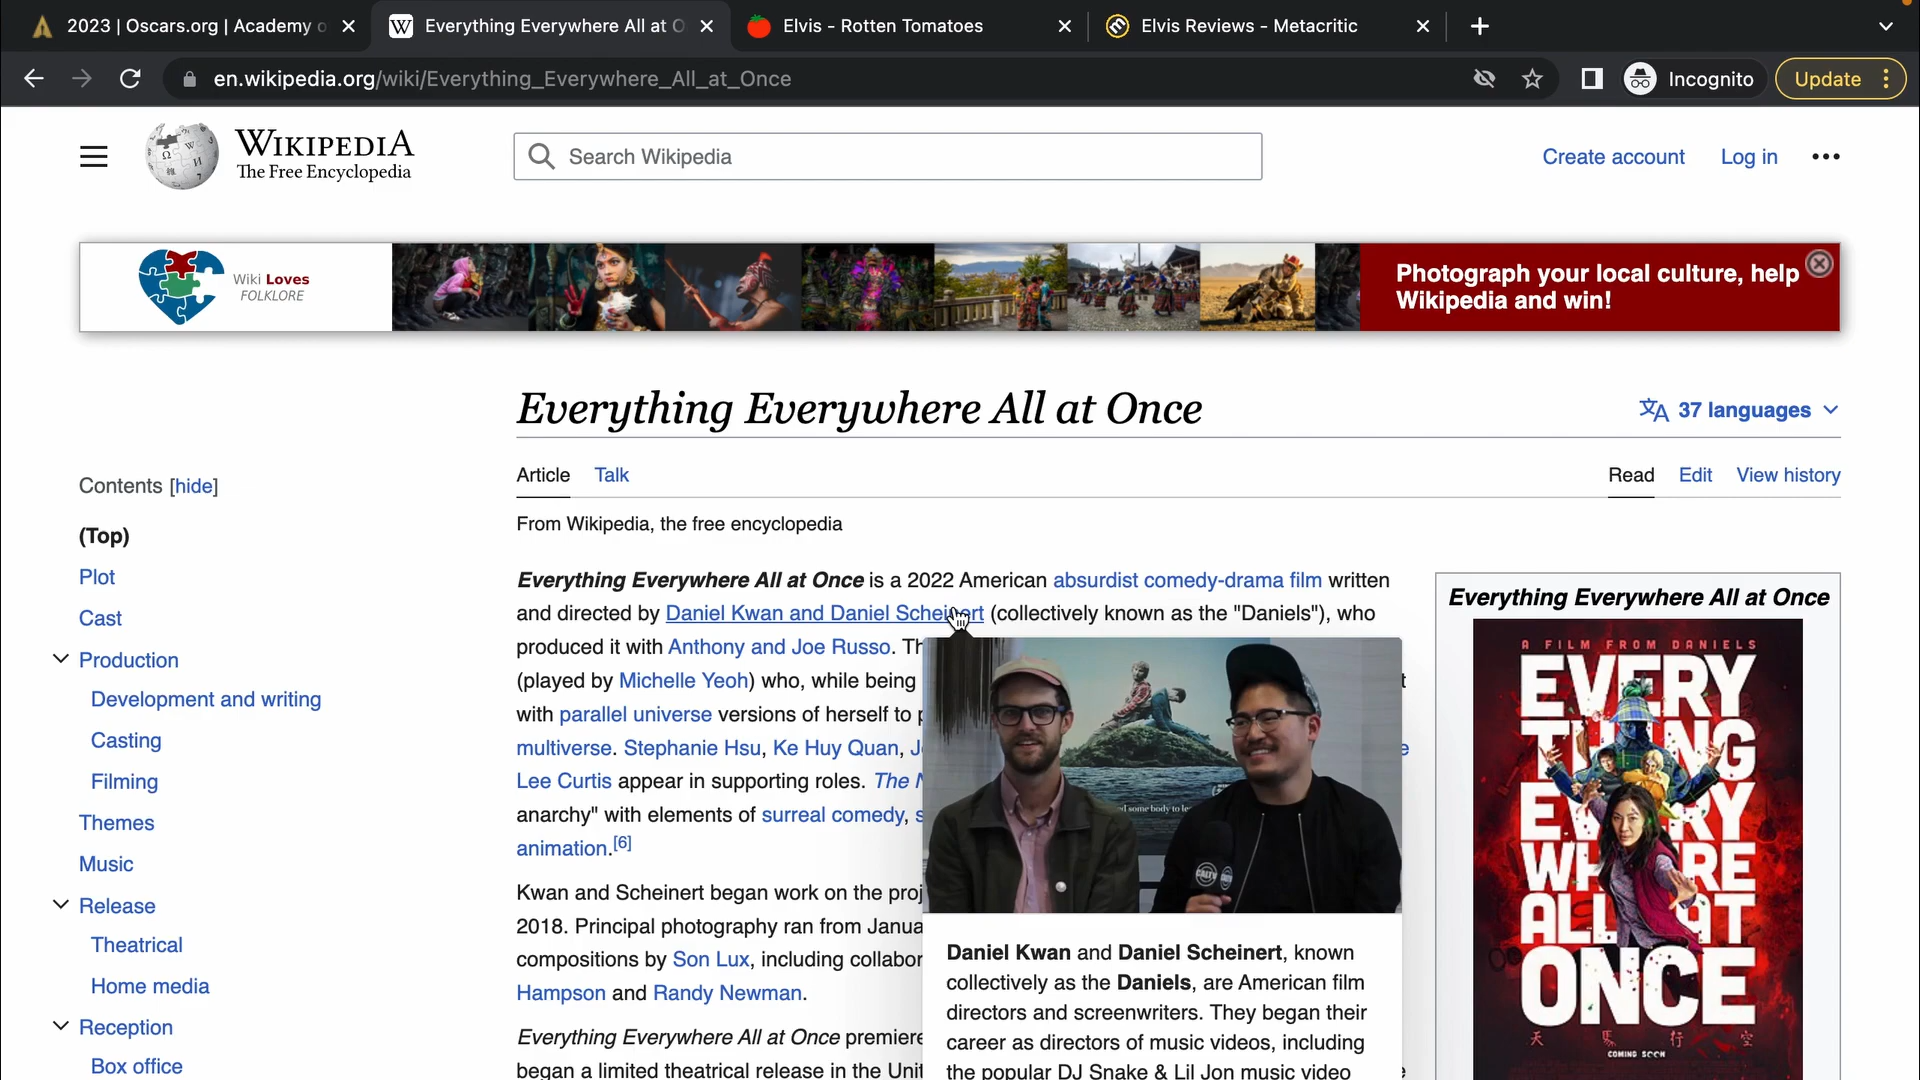 2023 | Oscars.org | Academy o
Everything Everywhere All at O
Elvis - Rotten Tomatoes
Elvis Reviews - Metacritic
en.wikipedia.org/wiki/Everything_Everywhere_All_at_Once
Incognito
Update
WIKIPEDIA
The Free Encyclopedia
Search Wikipedia
Create account
Log in
Wiki Loves
FOLKLORE
Photograph your local culture, help
Wikipedia and win!
Everything Everywhere All at Once
37 languages
Article
Talk
Read
Edit
View history
Contents [hide]
(Top)
Plot
Cast
Production
Development and writing
Casting
Filming
Themes
Music
Release
Theatrical
Home media
Reception
Box office
From Wikipedia, the free encyclopedia
Everything Everywhere All at Once is a 2022 American absurdist comedy-drama film written
and directed by Daniel Kwan and Daniel Scheinert (collectively known as the "Daniels"), who
produced it with Anthony and Joe Russo. Th
(played by Michelle Yeoh) who, while being
with parallel universe versions of herself to p
multiverse. Stephanie Hsu, Ke Huy Quan, J
Lee Curtis appear in supporting roles. The N
anarchy" with elements of surreal comedy, s
animation.[6]
Kwan and Scheinert began work on the proj
2018. Principal photography ran from Janua
compositions by Son Lux, including collabor
Hampson and Randy Newman.
Everything Everywhere All at Once premiere
began a limited theatrical release in the Unit
Daniel Kwan and Daniel Scheinert, known
collectively as the Daniels, are American film
directors and screenwriters. They began their
career as directors of music videos, including
the popular DJ Snake & Lil Jon music video
Everything Everywhere All at Once
A FILM FROM DANIELS
EVERY
THING
EVERY
WHERE
ALL AT
ONCE
天 馬 行 空
COMING SOON